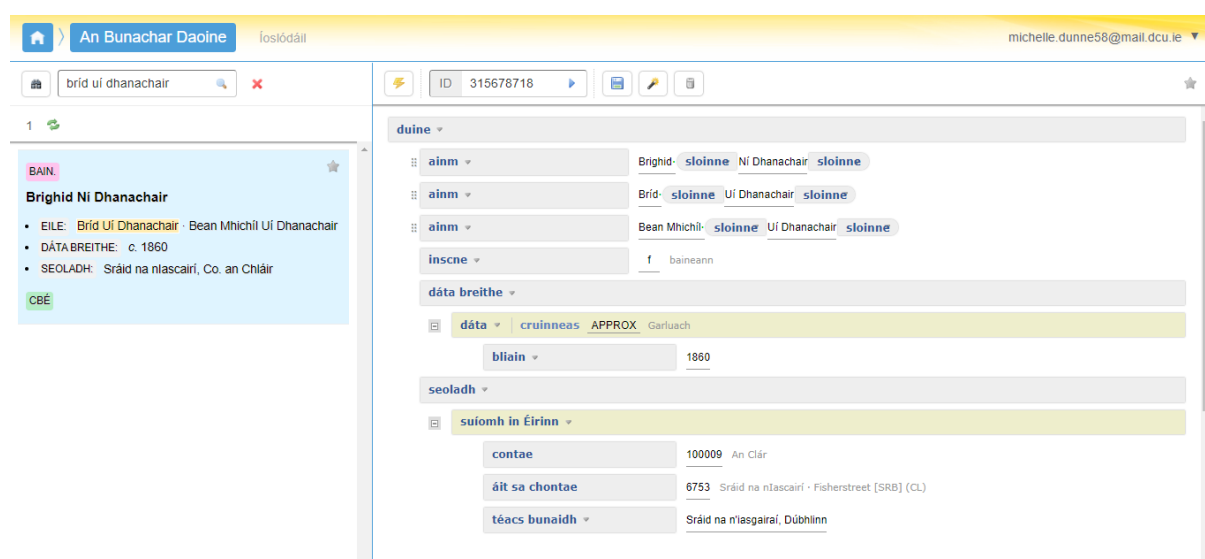 An Bunachar Daoine Íoslódáil michelle.dunne58@mail.dcu.ie
bríd uí dhanachair
ID 315678718
1
BAIN.
Brighid Ní Dhanachair
EILE: Bríd Uí Dhanachair · Bean Mhichíl Uí Dhanachair
DÁTA BREITHE: c. 1860
SEOLADH: Sráid na nIascairí, Co. an Chláir
CBÉ
duine
ainm Brighid· sloinne Ní Dhanachair sloinne
ainm Bríd· sloinne Uí Dhanachair sloinne
ainm Bean Mhichíl· sloinne Uí Dhanachair sloinne
inscne f baineann
dáta breithe
dáta cruinneas APPROX Garluach
bliain 1860
seoladh
suíomh in Éirinn
contae 100009 An Clár
áit sa chontae 6753 Sráid na nIascairí · Fisherstreet [SRB] (CL)
téacs bunaidh Sráid na n'iasgairaí, Dúbhlinn